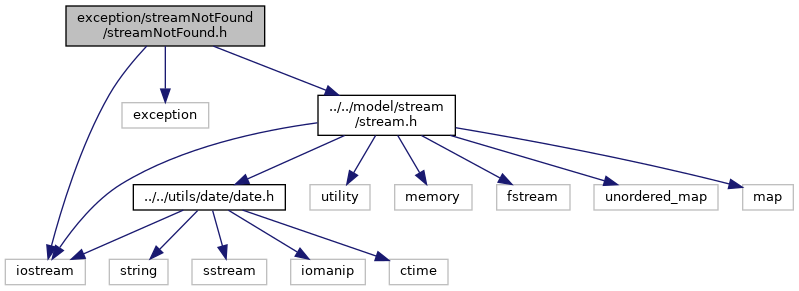 exception/streamNotFound
/streamNotFound.h
exception
../../model/stream
/stream.h
../../utils/date/date.h
utility
memory
fstream
unordered_map
map
iostream
string
sstream
iomanip
ctime